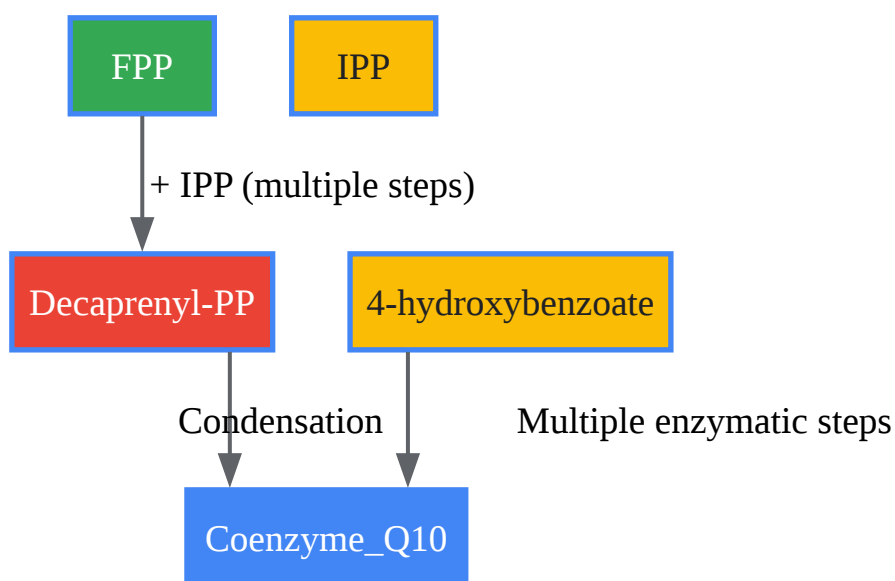 FPP
IPP
+ IPP (multiple steps)
Decaprenyl-PP
4-hydroxybenzoate
Condensation
Multiple enzymatic steps
Coenzyme_Q10